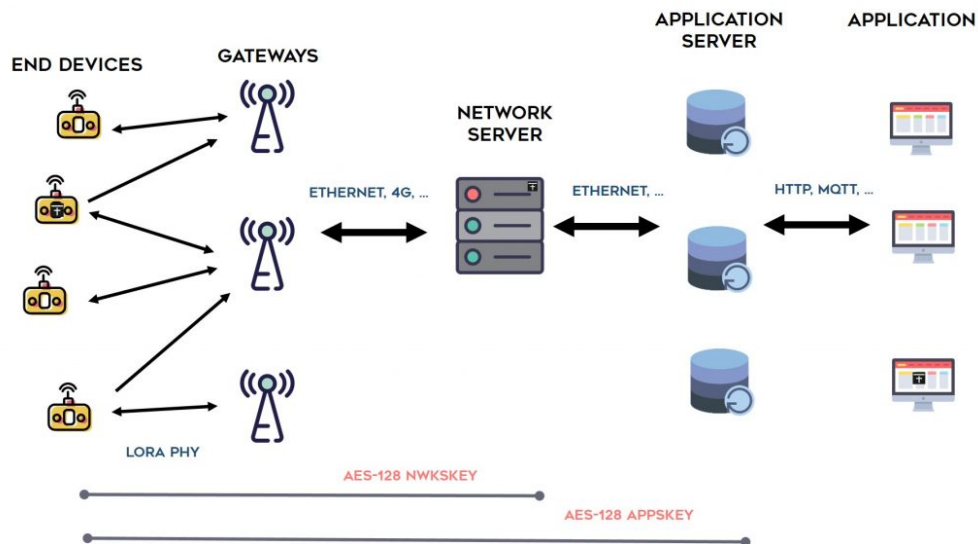 END DEVICES
GATEWAYS
NETWORK
SERVER
APPLICATION
SERVER
APPLICATION
ETHERNET, 4G, ...
ETHERNET, ...
HTTP, MQTT, ...
LORA PHY
AES-128 NWKSKEY
AES-128 APPSKEY